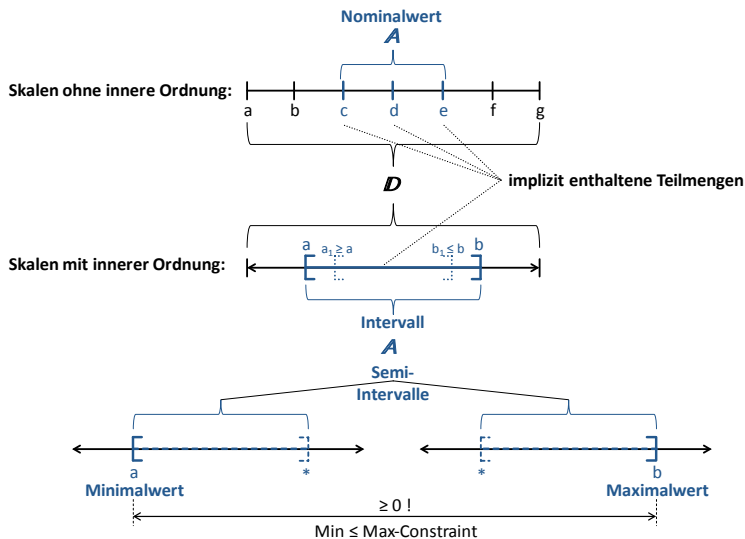 Nominalwert
𝔸
Skalen ohne innere Ordnung:
a b c d e f g
𝔻
implizit enthaltene Teilmengen
a a₁ ≥ a b₁ ≤ b b
Skalen mit innerer Ordnung:
Intervall
𝔸
Semi-
Intervalle
a * * b
Minimalwert Maximalwert
≥ 0 !
Min ≤ Max-Constraint